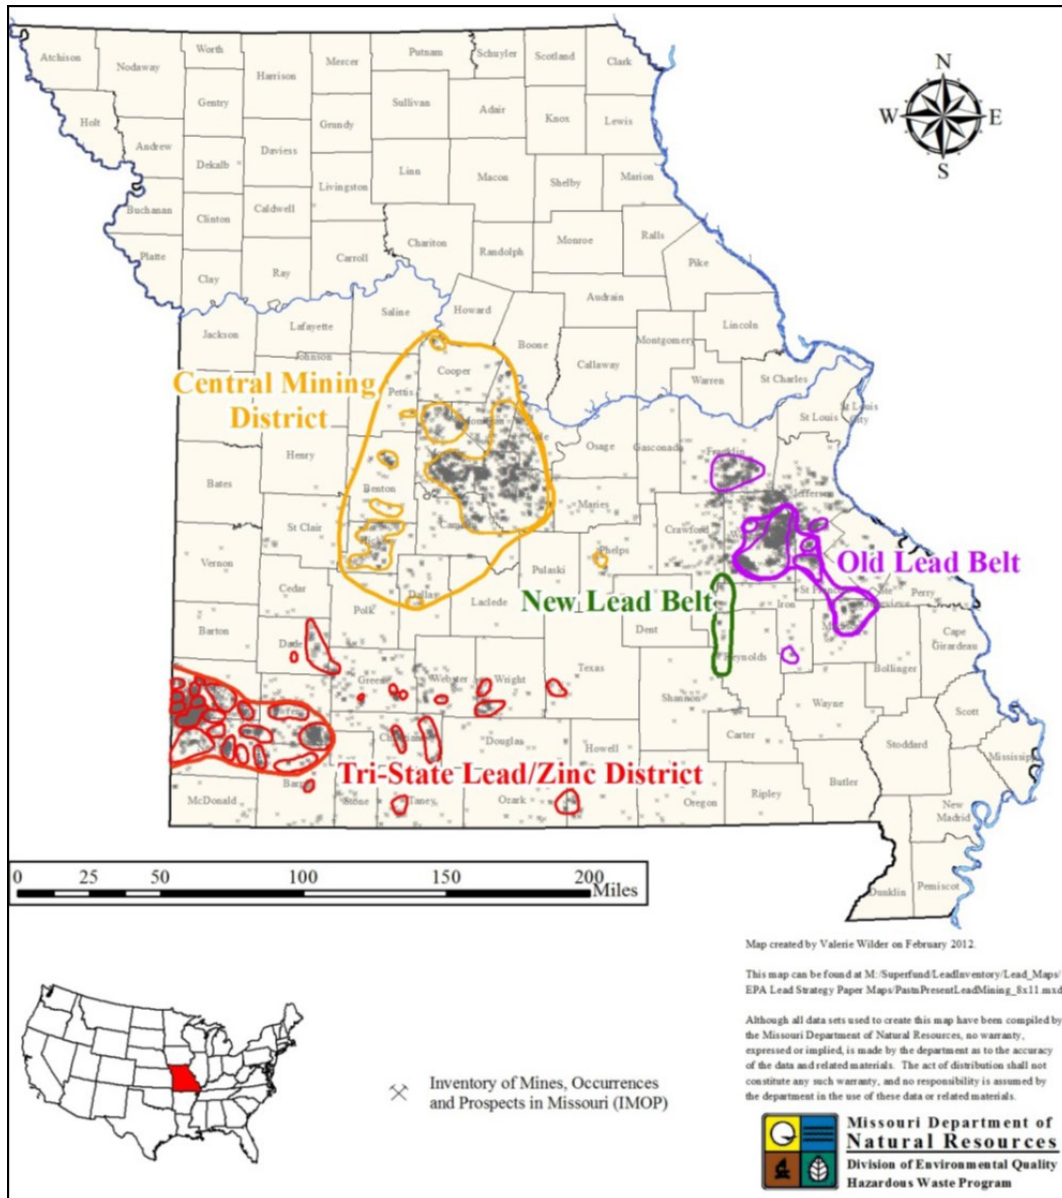 Atchison
Nodaway
Worth
Harrison
Mercer
Putnam
Schuyler
Scotland
Clark
Gentry
Sullivan
Adair
Knox
Lewis
Holt
Andrew
Dekalb
Daviess
Grundy
Linn
Macon
Shelby
Marion
Livingston
Buchanan
Clinton
Caldwell
Chariton
Randolph
Monroe
Ralls
Platte
Clay
Ray
Carroll
Pike
Audrain
Jackson
Lafayette
Saline
Howard
Boone
Callaway
Montgomery
Lincoln
Johnson
Cooper
Warren
St Charles
Central Mining
District
Pettis
St Louis
St Louis
City
Henry
Osage
Gasconade
Franklin
Bates
Benton
Maries
Jefferson
St Clair
Crawford
Phelps
Old Lead Belt
Vernon
Pulaski
Cedar
Dallas
Laclede
New Lead Belt
Iron
Perry
Polk
Barton
Dent
Cape
Girardeau
Reynolds
Bollinger
Greene
Webster
Wright
Texas
Shannon
Wayne
Scott
Carter
Stoddard
Mississippi
Douglas
Howell
Tri-State Lead/Zinc District
McDonald
Stone
Taney
Ozark
Oregon
Ripley
Butler
New
Madrid
Dunklin
Pemiscot
N
W
E
S
0 25 50 100 150 200
Miles
Map created by Valerie Wilder on February 2012.
This map can be found at M:/Superfund/LeadInventory/Lead_Maps/
EPA Lead Strategy Paper Maps/PastnPresentLeadMining_8x11.mxd
Although all data sets used to create this map have been compiled by
the Missouri Department of Natural Resources, no warranty,
expressed or implied, is made by the department as to the accuracy
of the data and related materials. The act of distribution shall not
constitute any such warranty, and no responsibility is assumed by
the department in the use of these data or related materials.
Inventory of Mines, Occurrences
and Prospects in Missouri (IMOP)
Missouri Department of
Natural Resources
Division of Environmental Quality
Hazardous Waste Program